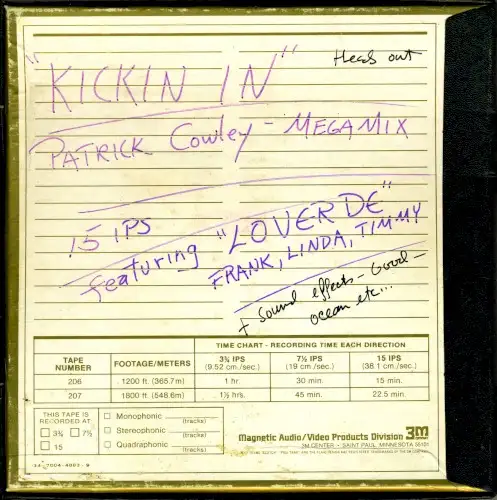 Heads out
"KICKIN IN"
PATRICK Cowley - MEGAMIX
15 IPS
featuring "LOVERDE"
FRANK, LINDA, TIMMY
+ Sound effects - Good -
ocean etc...
TIME CHART - RECORDING TIME EACH DIRECTION
TAPE NUMBER FOOTAGE/METERS 3¾ IPS (9.52 cm./sec.) 7½ IPS (19 cm./sec.) 15 IPS (38.1 cm./sec.)
206 1200 ft. (365.7m) 1 hr. 30 min. 15 min.
207 1800 ft. (548.6m) 1½ hrs. 45 min. 22.5 min.
THIS TAPE IS RECORDED AT
3¾ 7½
15
Monophonic (tracks)
Stereophonic (tracks)
Quadraphonic (tracks)
Magnetic Audio/Video Products Division 3M
3M CENTER · SAINT PAUL, MINNESOTA 55101